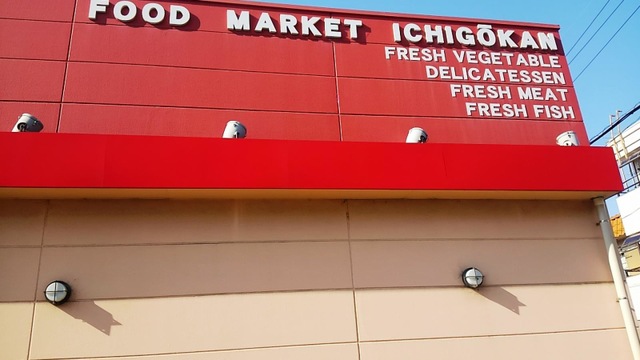 FOOD MARKET ICHIGŌKAN
FRESH VEGETABLE
DELICATESSEN
FRESH MEAT
FRESH FISH